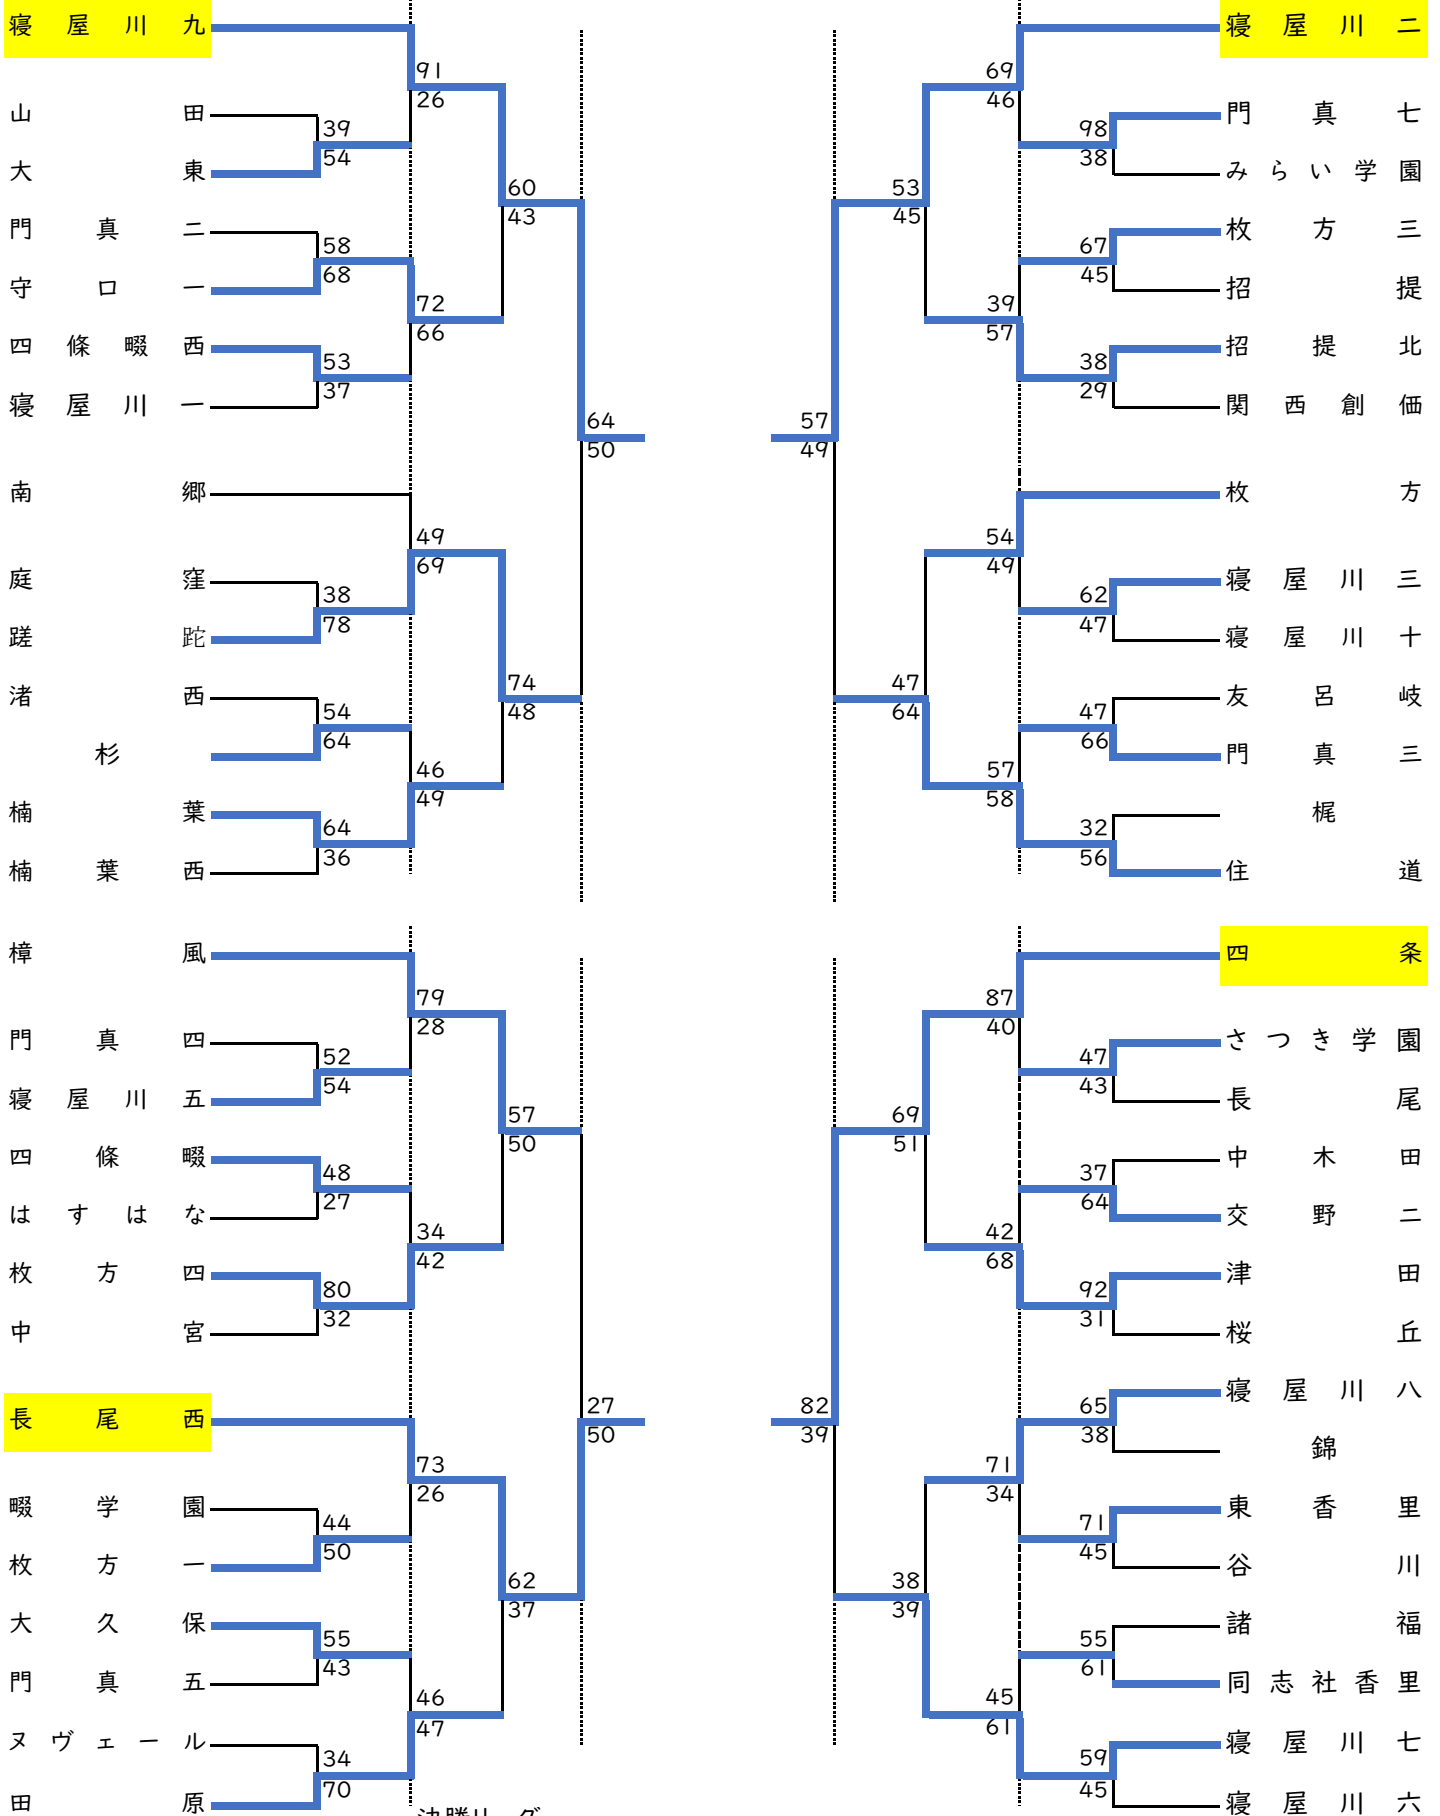 寝屋川九 寝屋川二
91 69
26 46
山田 門真七
39 98
54 38
大東 みらい学園
60 53
43 45
門真二 枚方三
58 67
68 45
守口一 招提
72 39
66 57
四條畷西 招提北
53 38
37 29
寝屋川一 関西創価
64 57
50 49
南郷 枚方
49 54
69 49
庭窪 寝屋川三
38 62
78 47
蹉跎 寝屋川十
74 47
48 64
渚西 友呂岐
54 47
64 66
杉 門真三
46 57
49 58
楠葉 梶
64 32
36 56
楠葉西 住道
樟風 四条
79 87
28 40
門真四 さつき学園
52 47
54 43
寝屋川五 長尾
57 69
50 51
四條畷 中木田
48 37
27 64
はすはな 交野二
34 42
42 68
枚方四 津田
80 92
32 31
中宮 桜丘
27 82
50 39
長尾西 寝屋川八
65
38
錦
73 71
26 34
畷学園 東香里
44 71
50 45
枚方一 谷川
62 38
37 39
大久保 諸福
55 55
43 61
門真五 同志社香里
46 45
47 61
ヌヴェール 寝屋川七
34 59
70 45
田原 寝屋川六
決勝リーグ